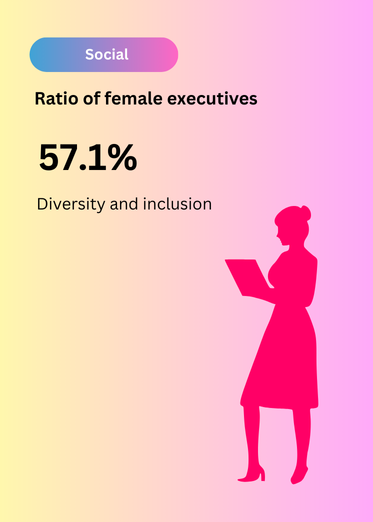 Social
Ratio of female executives
57.1%
Diversity and inclusion